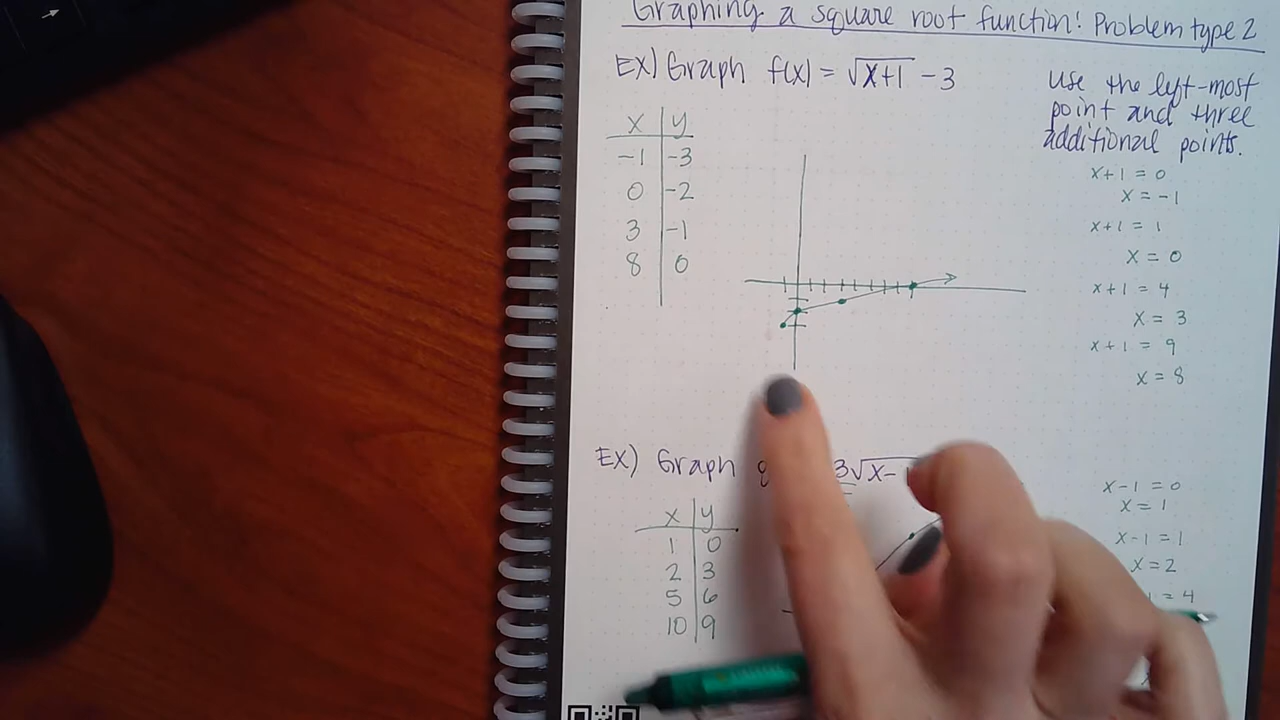 Graphing a square root function: Problem type 2
EX) Graph f(x) = √x+1 - 3
Use the left-most
point and three
additional points.
x y
-1 -3
0 -2
3 -1
8 0
x+1 = 0
x = -1
x+1 = 1
x = 0
x+1 = 4
x = 3
x+1 = 9
x = 8
EX) Graph 3√x-
x y
1 0
2 3
5 6
10 9
x-1 = 0
x = 1
x-1 = 1
x=2
= 4